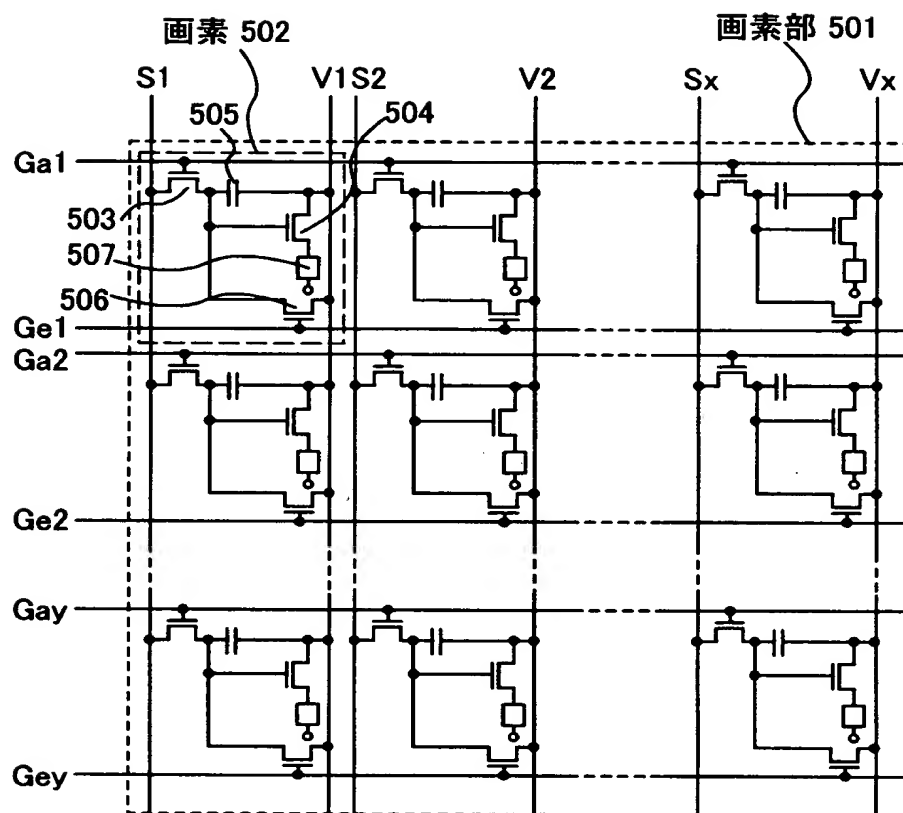 画素 502
画素部 501
S1
V1
S2
V2
Sx
Vx
505
504
Ga1
503
507
506
Ge1
Ga2
Ge2
Gay
Gey